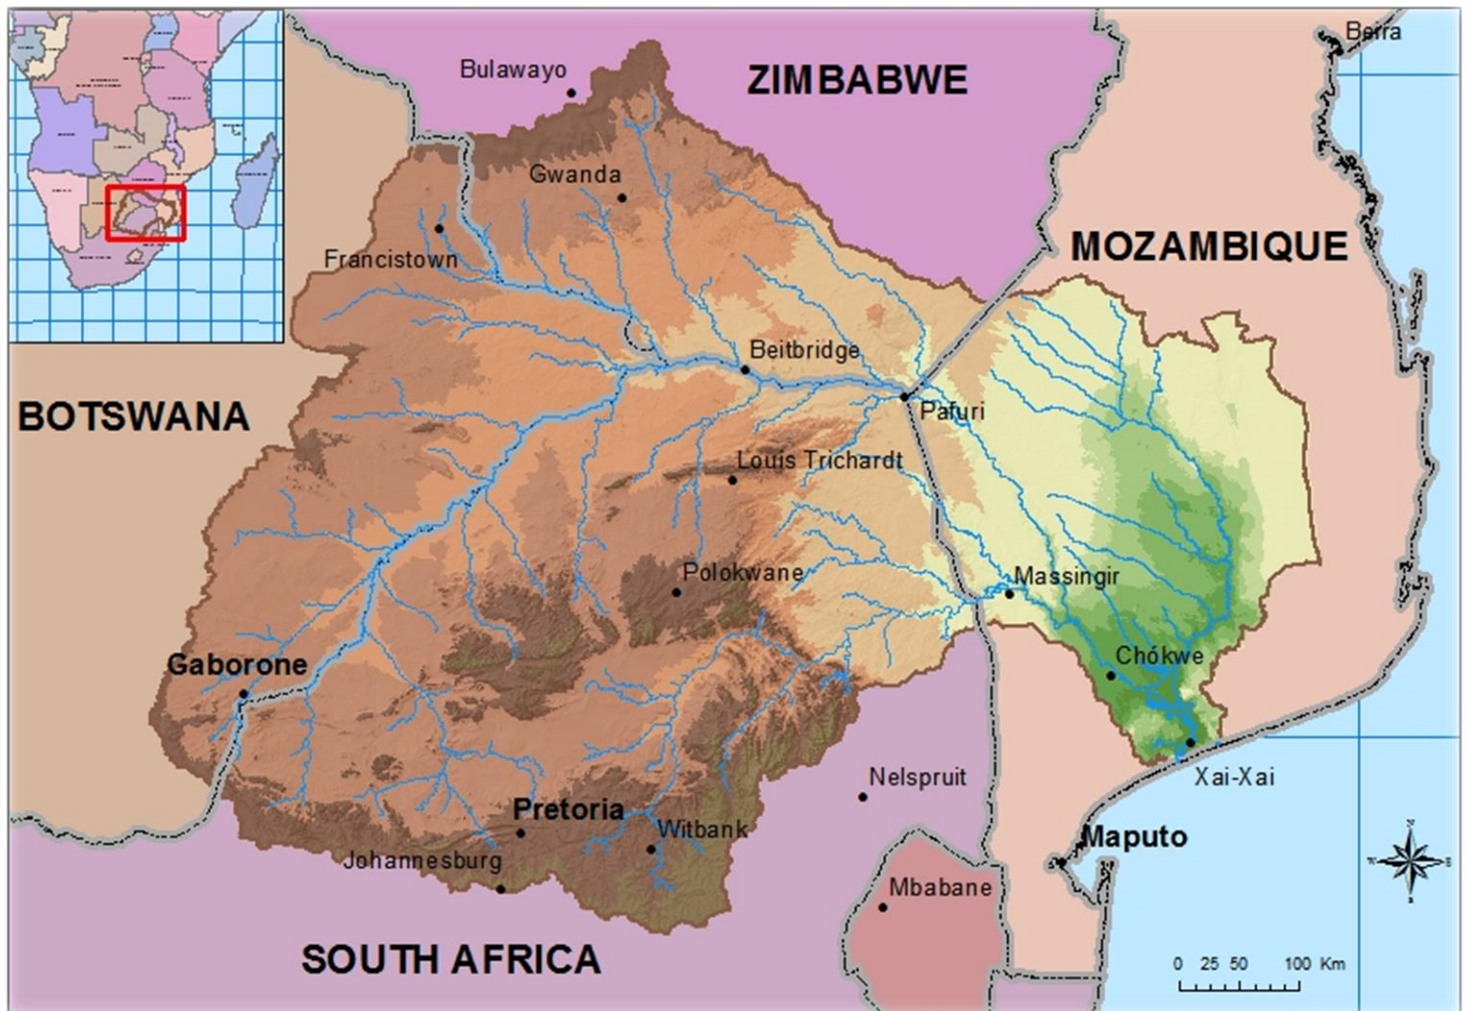 Beira
Bulawayo
ZIMBABWE
Gwanda
MOZAMBIQUE
Francistown
Beitbridge
BOTSWANA
Pafuri
Louis Trichardt
Polokwane
Massingir
Gaborone
Chókwe
Nelspruit
Xai-Xai
Pretoria
Witbank
Maputo
Johannesburg
Mbabane
SOUTH AFRICA
0 25 50 100 Km